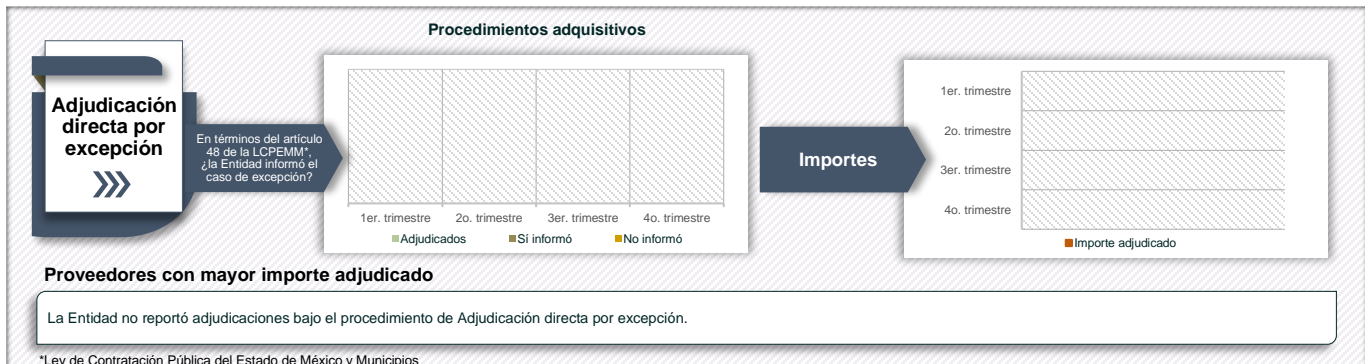 Procedimientos adquisitivos
Adjudicación
directa por
excepción
En términos del artículo
48 de la LCPEMM*,
¿la Entidad informó el
caso de excepción?
1er. trimestre 2o. trimestre 3er. trimestre 4o. trimestre
Adjudicados Sí informó No informó
Importes
1er. trimestre
2o. trimestre
3er. trimestre
4o. trimestre
Importe adjudicado
Proveedores con mayor importe adjudicado
La Entidad no reportó adjudicaciones bajo el procedimiento de Adjudicación directa por excepción.
*Ley de Contratación Pública del Estado de México y Municipios